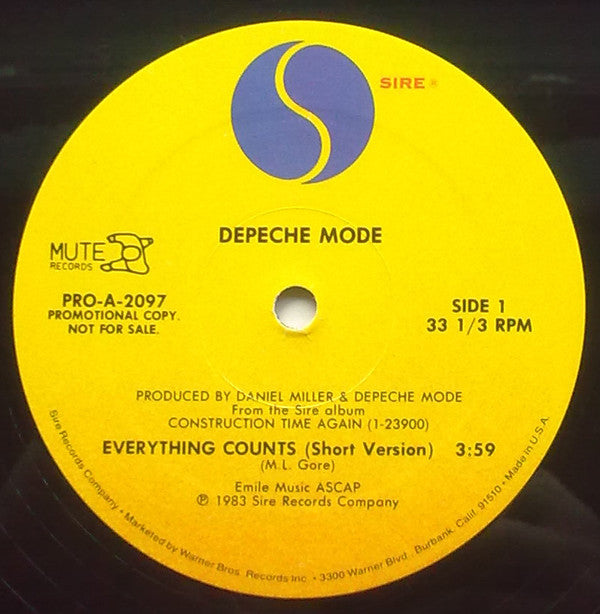 SIRE ®
DEPECHE MODE
MUTE
RECORDS
PRO-A-2097
PROMOTIONAL COPY.
NOT FOR SALE.
SIDE 1
33 1/3 RPM
PRODUCED BY DANIEL MILLER & DEPECHE MODE
From the Sire album
CONSTRUCTION TIME AGAIN (1-23900)
EVERYTHING COUNTS (Short Version) 3:59
(M.L. Gore)
Emile Music ASCAP
℗ 1983 Sire Records Company
Sire Records Company • Marketed by Warner Bros. Records Inc. • 3300 Warner Blvd., Burbank, Calif. 91510 • Made in U.S.A.